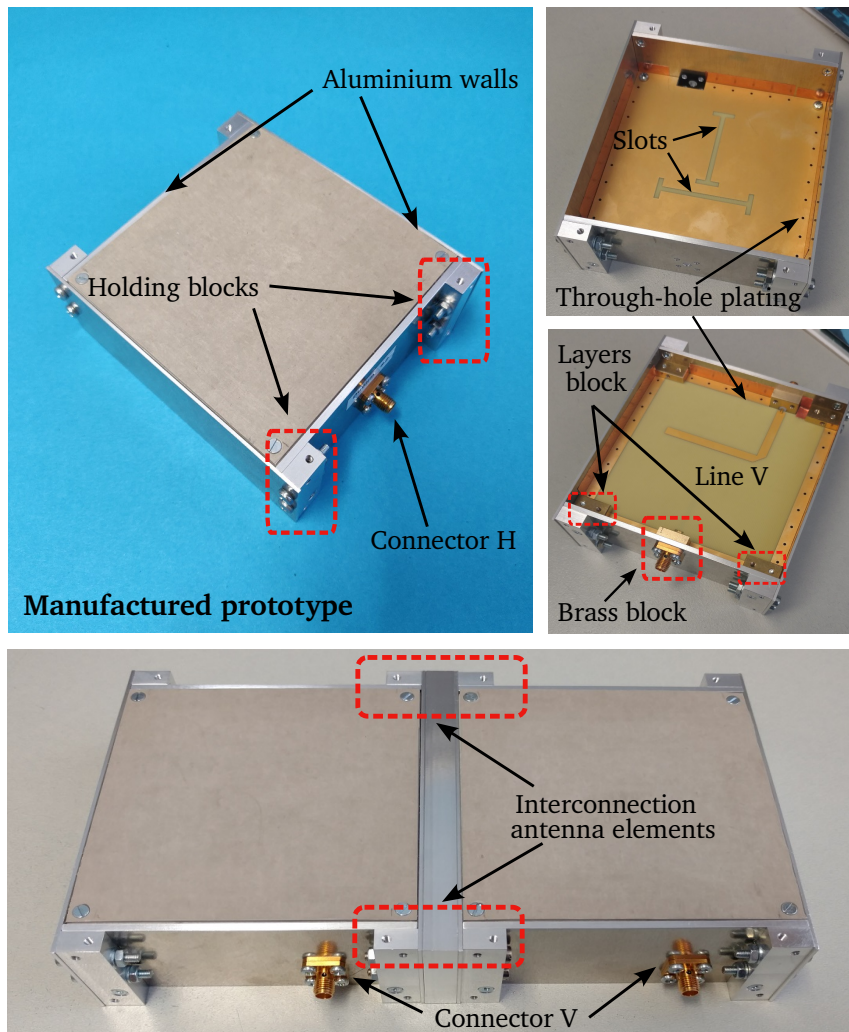 Aluminium walls
Holding blocks
Connector H
Manufactured prototype
Slots
Through-hole plating
Layers
block
Line V
Brass block
Interconnection
antenna elements
Connector V